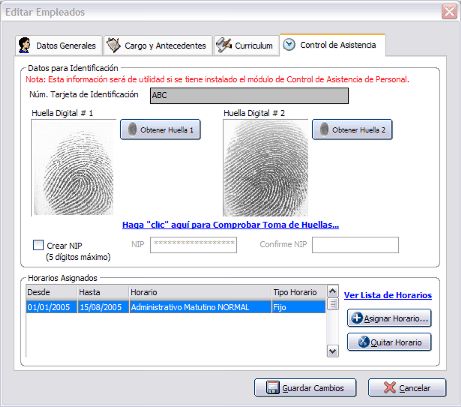 Editar Empleados
Datos Generales
Cargo y Antecedentes
Curriculum
Control de Asistencia
Datos para Identificación
Nota: Esta información será de utilidad si se tiene instalado el módulo de Control de Asistencia de Personal.
Núm. Tarjeta de Identificación ABC
Huella Digital # 1
Huella Digital # 2
Obtener Huella 1
Obtener Huella 2
Haga "clic" aquí para Comprobar Toma de Huellas...
Crear NIP
(5 dígitos máximo)
NIP ******************
Confirme NIP
Horarios Asignados
Desde Hasta Horario Tipo Horario
01/01/2005 15/08/2005 Administrativo Matutino NORMAL Fijo
Ver Lista de Horarios
Asignar Horario...
Quitar Horario
Guardar Cambios
Cancelar